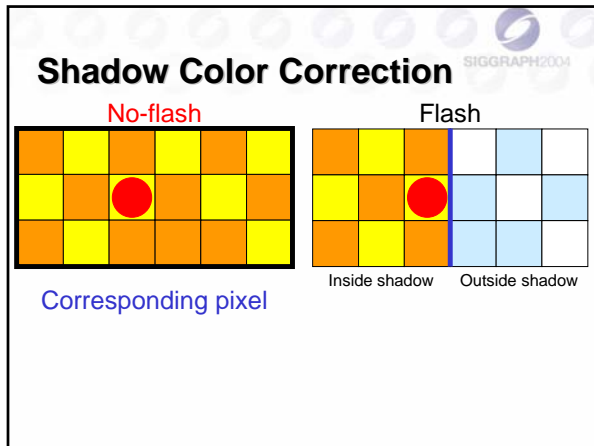 SIGGRAPH2004
Shadow Color Correction
No-flash
Flash
Inside shadow
Outside shadow
Corresponding pixel